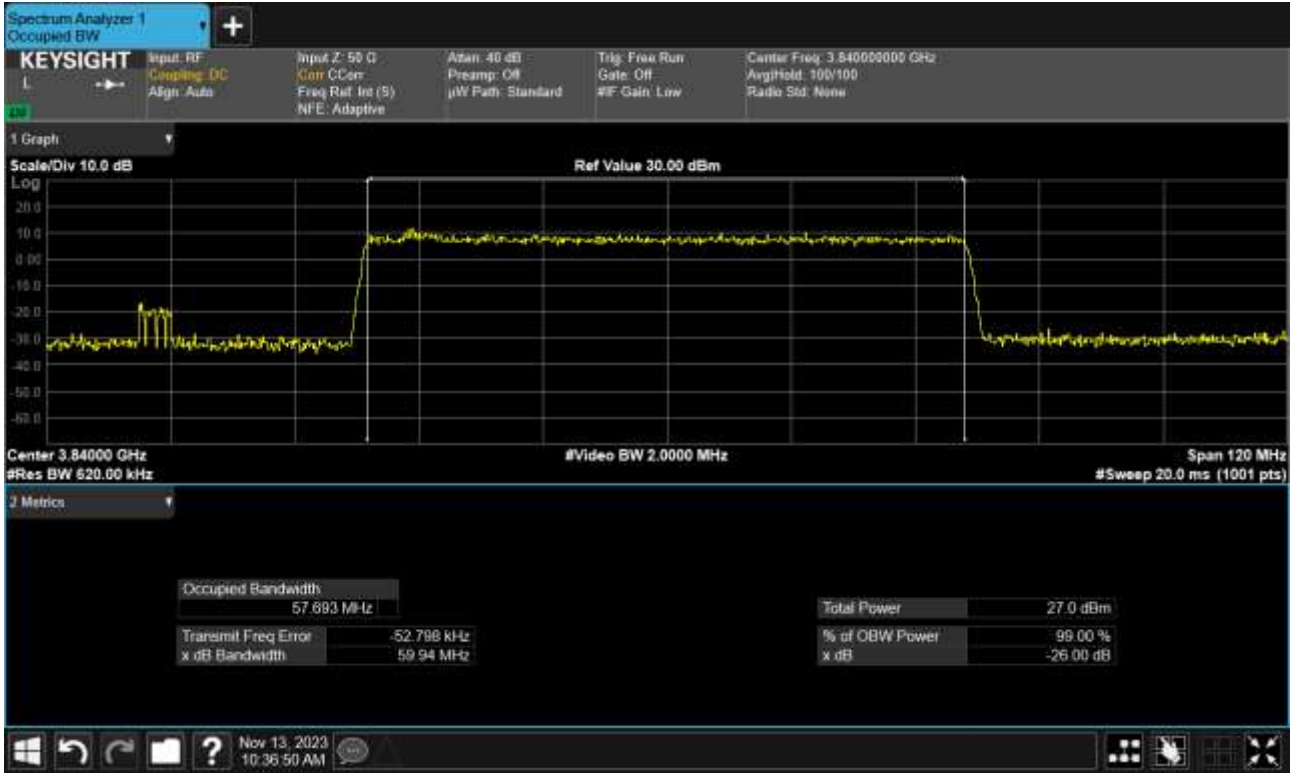 Spectrum Analyzer 1
Occupied BW
KEYSIGHT
L
Input: RF
Coupling: DC
Align: Auto
Input Z: 50 Ω
Corr CCorr
Freq Ref: Int (S)
NFE: Adaptive
Atten: 40 dB
Preamp: Off
µW Path: Standard
Trig: Free Run
Gate: Off
#IF Gain: Low
Center Freq: 3.840000000 GHz
Avg|Hold: 100/100
Radio Std: None
1 Graph
Scale/Div 10.0 dB
Ref Value 30.00 dBm
Log
20.0
10.0
0.00
-10.0
-20.0
-30.0
-40.0
-50.0
-60.0
Center 3.84000 GHz
#Video BW 2.0000 MHz
Span 120 MHz
#Res BW 620.00 kHz
#Sweep 20.0 ms (1001 pts)
2 Metrics
Occupied Bandwidth
57.693 MHz
Total Power 27.0 dBm
Transmit Freq Error -52.798 kHz
% of OBW Power 99.00 %
x dB Bandwidth 59.94 MHz
x dB -26.00 dB
Nov 13, 2023
10:36:50 AM